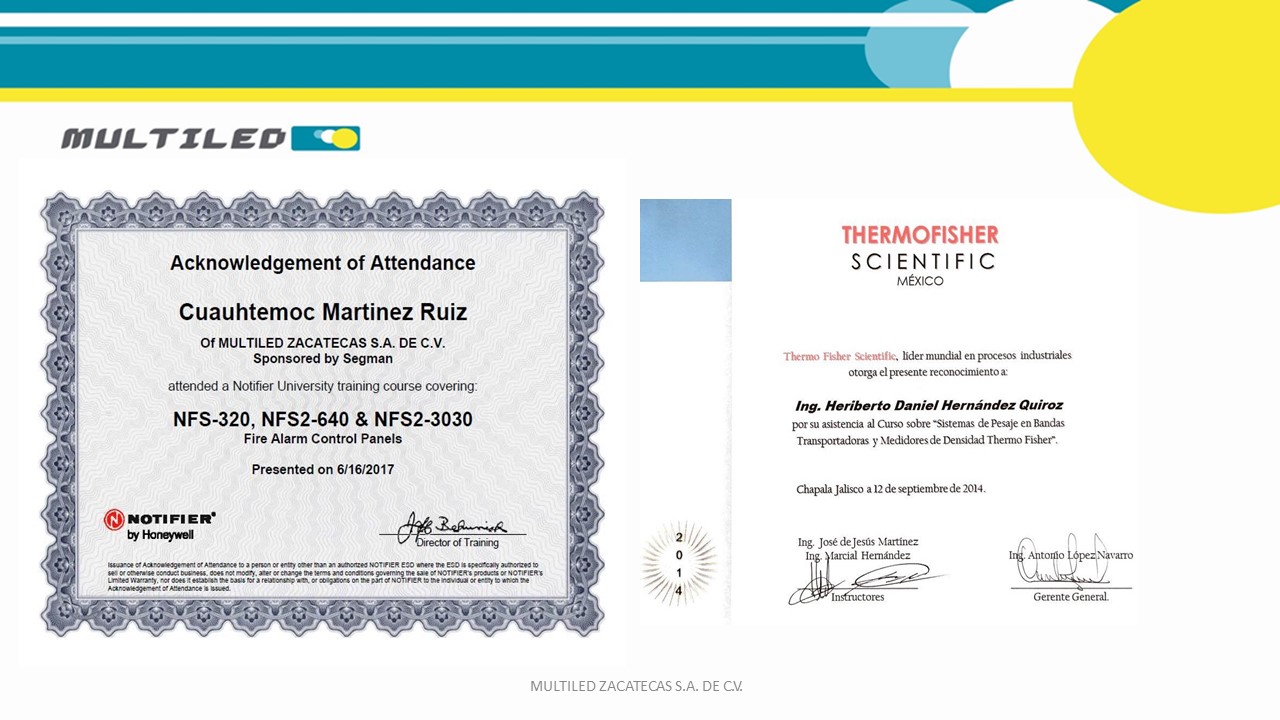 MULTILED
Acknowledgement of Attendance
Cuauhtemoc Martinez Ruiz
Of MULTILED ZACATECAS S.A. DE C.V.
Sponsored by Segman
attended a Notifier University training course covering:
NFS-320, NFS2-640 & NFS2-3030
Fire Alarm Control Panels
Presented on 6/16/2017
NOTIFIER®
by Honeywell
Director of Training
Issuance of Acknowledgement of Attendance to a person or entity other than an authorized NOTIFIER ESD where the ESD is specifically authorized to
sell or otherwise conduct business, does not modify, alter or change the terms and conditions governing the sale of NOTIFIER's products or NOTIFIER's
Limited Warranty, nor does it establish the basis for a relationship with, or obligations on the part of NOTIFIER to the individual or entity to which the
Acknowledgement of Attendance is issued.
THERMOFISHER
SCIENTIFIC
MÉXICO
Thermo Fisher Scientific, líder mundial en procesos industriales
otorga el presente reconocimiento a:
Ing. Heriberto Daniel Hernández Quiroz
por su asistencia al Curso sobre “Sistemas de Pesaje en Bandas
Transportadoras y Medidores de Densidad Thermo Fisher”.
Chapala Jalisco a 12 de septiembre de 2014.
2
0
1
4
Ing. José de Jesús Martínez
Ing. Marcial Hernández
Instructores
Ing. Antonio López Navarro
Gerente General.
MULTILED ZACATECAS S.A. DE C.V.